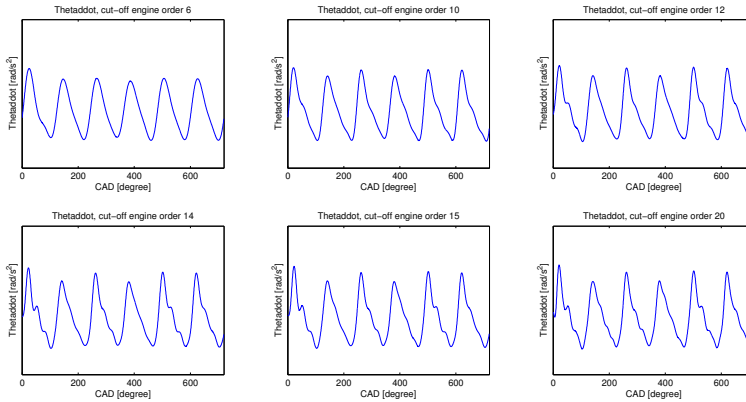 Thetaddot, cut-off engine order 6
Thetaddot [rad/s²]
0 200 400 600
CAD [degree]
Thetaddot, cut-off engine order 10
Thetaddot [rad/s²]
0 200 400 600
CAD [degree]
Thetaddot, cut-off engine order 12
Thetaddot [rad/s²]
0 200 400 600
CAD [degree]
Thetaddot, cut-off engine order 14
Thetaddot [rad/s²]
0 200 400 600
CAD [degree]
Thetaddot, cut-off engine order 15
Thetaddot [rad/s²]
0 200 400 600
CAD [degree]
Thetaddot, cut-off engine order 20
Thetaddot [rad/s²]
0 200 400 600
CAD [degree]